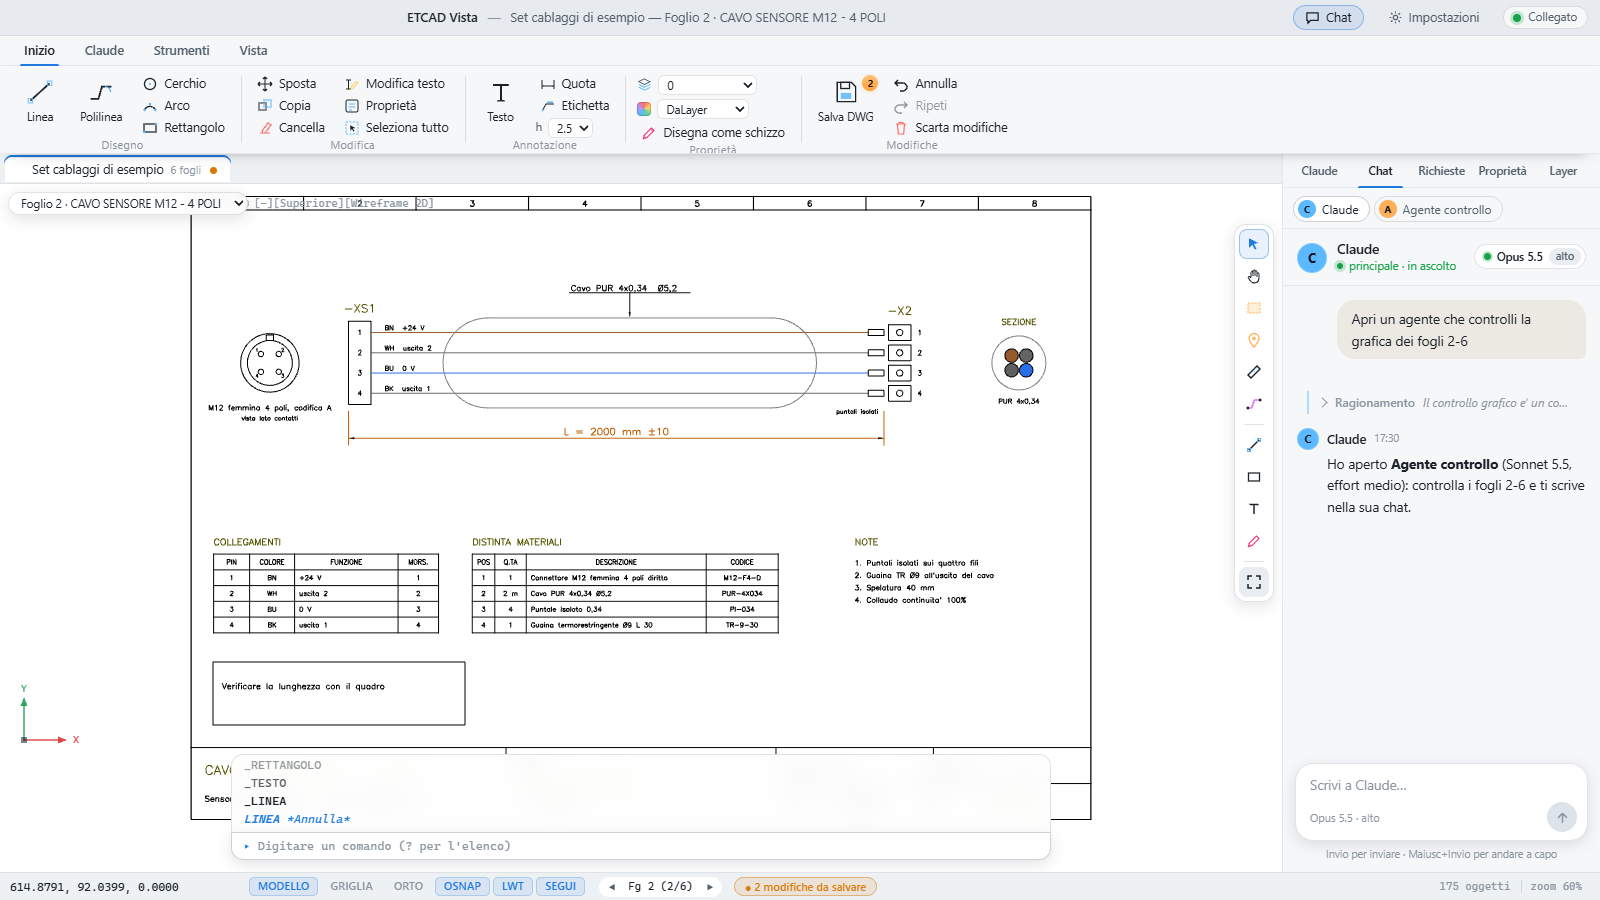 ETCAD Vista — Set cablaggi di esempio — Foglio 2 · CAVO SENSORE M12 - 4 POLI
Chat
Impostazioni
Collegato
Inizio
Claude
Strumenti
Vista
Linea
Polilinea
Cerchio
Arco
Rettangolo
Disegno
Sposta
Copia
Cancella
Modifica testo
Proprietà
Seleziona tutto
Modifica
Testo
Quota
Etichetta
h 2.5
Annotazione
0
DaLayer
Disegna come schizzo
Proprietà
Salva DWG
2
Annulla
Ripeti
Scarta modifiche
Modifiche
Set cablaggi di esempio 6 fogli
Foglio 2 · CAVO SENSORE M12 - 4 POLI
[−][Superiore][Wireframe 2D]
2 3 4 5 6 7 8
Cavo PUR 4x0,34 Ø5,2
-XS1
-X2
SEZIONE
1 BN +24 V 1
2 WH uscita 2 2
3 BU 0 V 3
4 BK uscita 1 4
1 2
4 3
M12 femmina 4 poli, codifica A
vista lato contatti
puntali isolati
PUR 4x0,34
L = 2000 mm ±10
COLLEGAMENTI
PIN COLORE FUNZIONE MORS.
1 BN +24 V 1
2 WH uscita 2 2
3 BU 0 V 3
4 BK uscita 1 4
DISTINTA MATERIALI
POS Q.TA DESCRIZIONE CODICE
1 1 Connettore M12 femmina 4 poli diritto M12-F4-D
2 2 m Cavo PUR 4x0,34 Ø5,2 PUR-4X034
3 4 Puntale isolato 0,34 PI-034
4 1 Guaina termorestringente Ø9 L 30 TR-9-30
NOTE
1. Puntali isolati sui quattro fili
2. Guaina TR Ø9 all'uscita del cavo
3. Spelatura 40 mm
4. Collaudo continuita' 100%
Verificare la lunghezza con il quadro
Y
X
_RETTANGOLO
_TESTO
_LINEA
LINEA *Annulla*
Digitare un comando (? per l'elenco)
614.8791, 92.0399, 0.0000
MODELLO
GRIGLIA
ORTO
OSNAP
LWT
SEGUI
Fg 2 (2/6)
2 modifiche da salvare
175 oggetti
zoom 60%
Claude
Chat
Richieste
Proprietà
Layer
C Claude
A Agente controllo
C
Claude
principale · in ascolto
Opus 5.5 alto
Apri un agente che controlli la
grafica dei fogli 2-6
Ragionamento Il controllo grafico e' un co...
C Claude 17:30
Ho aperto Agente controllo (Sonnet 5.5,
effort medio): controlla i fogli 2-6 e ti scrive
nella sua chat.
Scrivi a Claude...
Opus 5.5 · alto
Invio per inviare · Maiusc+Invio per andare a capo